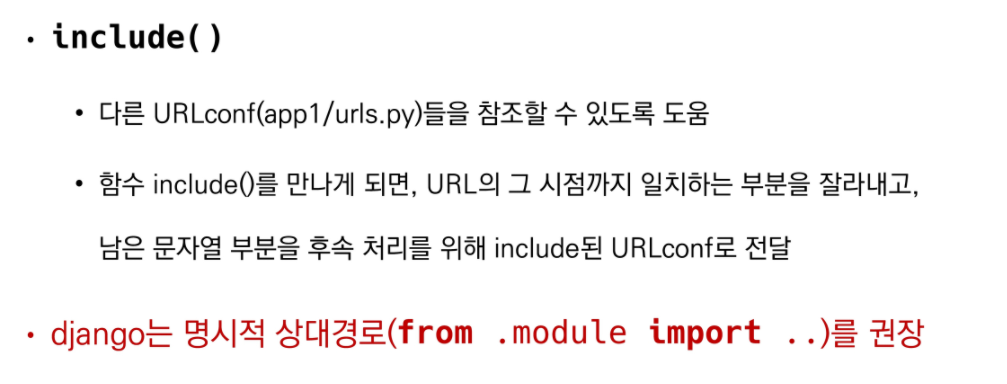 • include()
• 다른 URLconf(app1/urls.py)들을 참조할 수 있도록 도움
• 함수 include()를 만나게 되면, URL의 그 시점까지 일치하는 부분을 잘라내고,
남은 문자열 부분을 후속 처리를 위해 include된 URLconf로 전달
• django는 명시적 상대경로(from .module import ..)를 권장